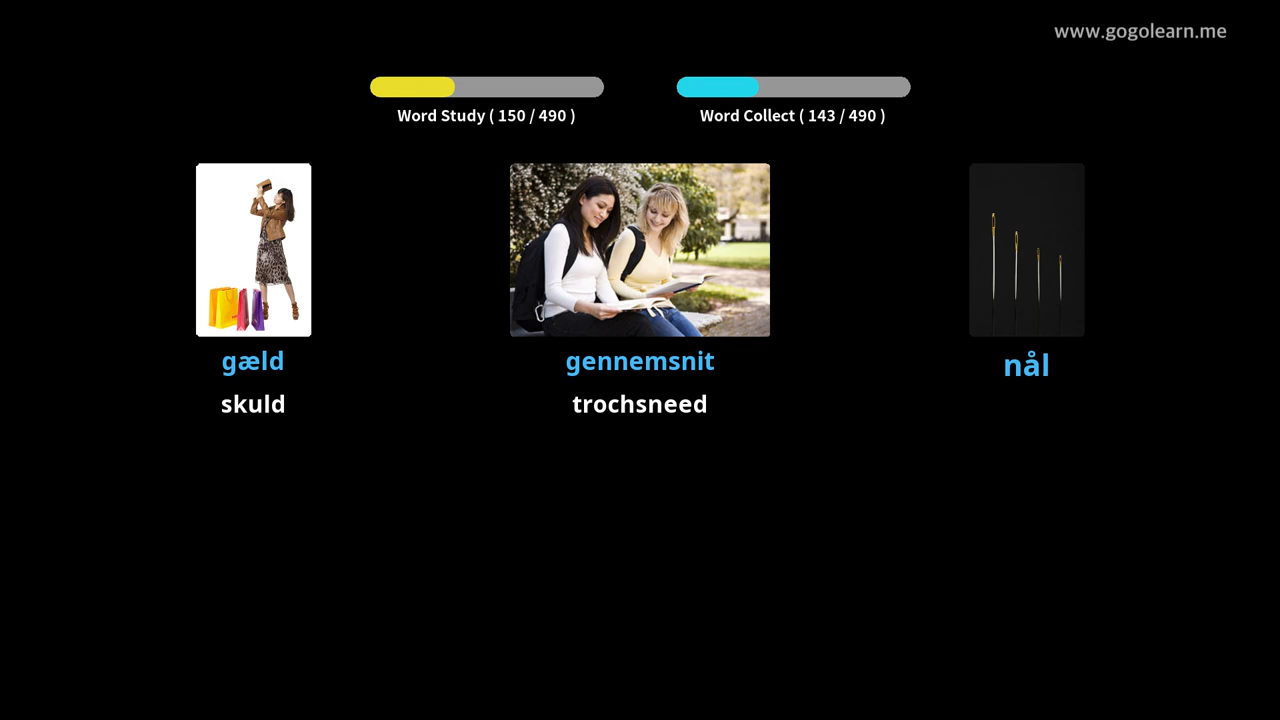 www.gogolearn.me
Word Study ( 150 / 490 )
Word Collect ( 143 / 490 )
gæld
gennemsnit
nål
skuld
trochsneed